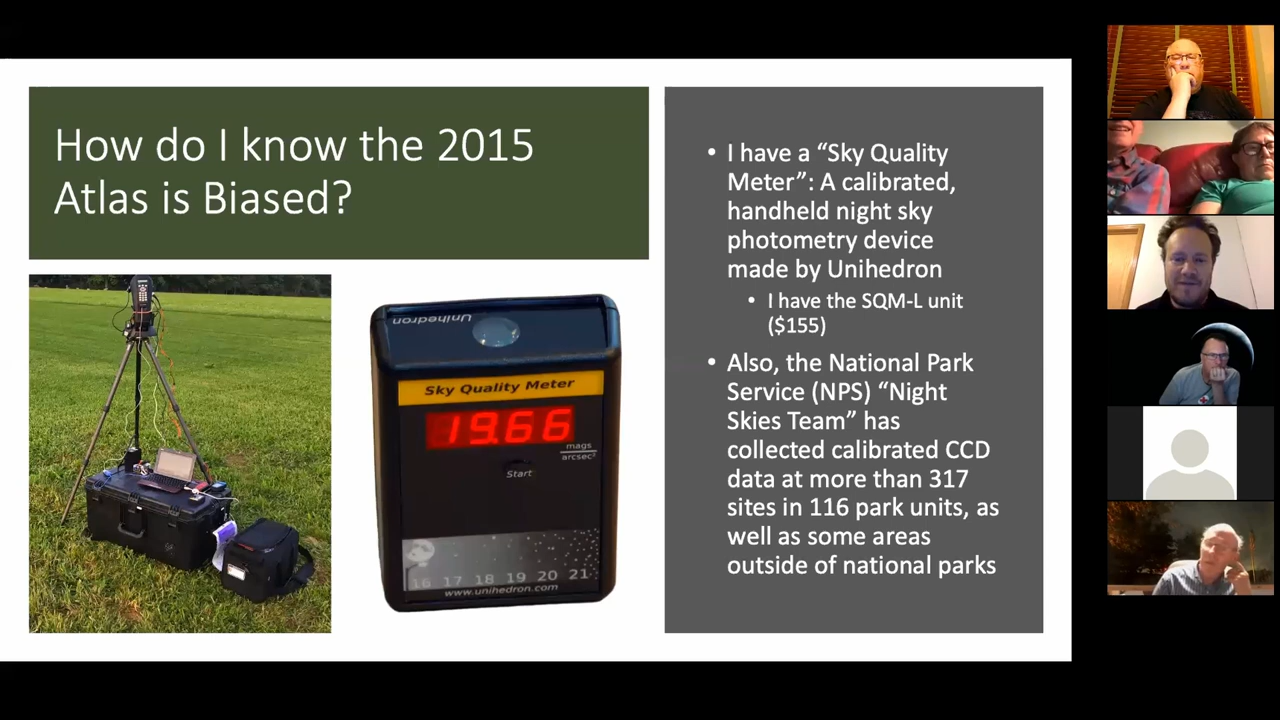 How do I know the 2015
Atlas is Biased?
• I have a “Sky Quality
Meter”: A calibrated,
handheld night sky
photometry device
made by Unihedron
• I have the SQM-L unit
($155)
• Also, the National Park
Service (NPS) “Night
Skies Team” has
collected calibrated CCD
data at more than 317
sites in 116 park units, as
well as some areas
outside of national parks
Unihedron
Sky Quality Meter
19.66
mags
arcsec²
Start
16 17 18 19 20 21
www.unihedron.com